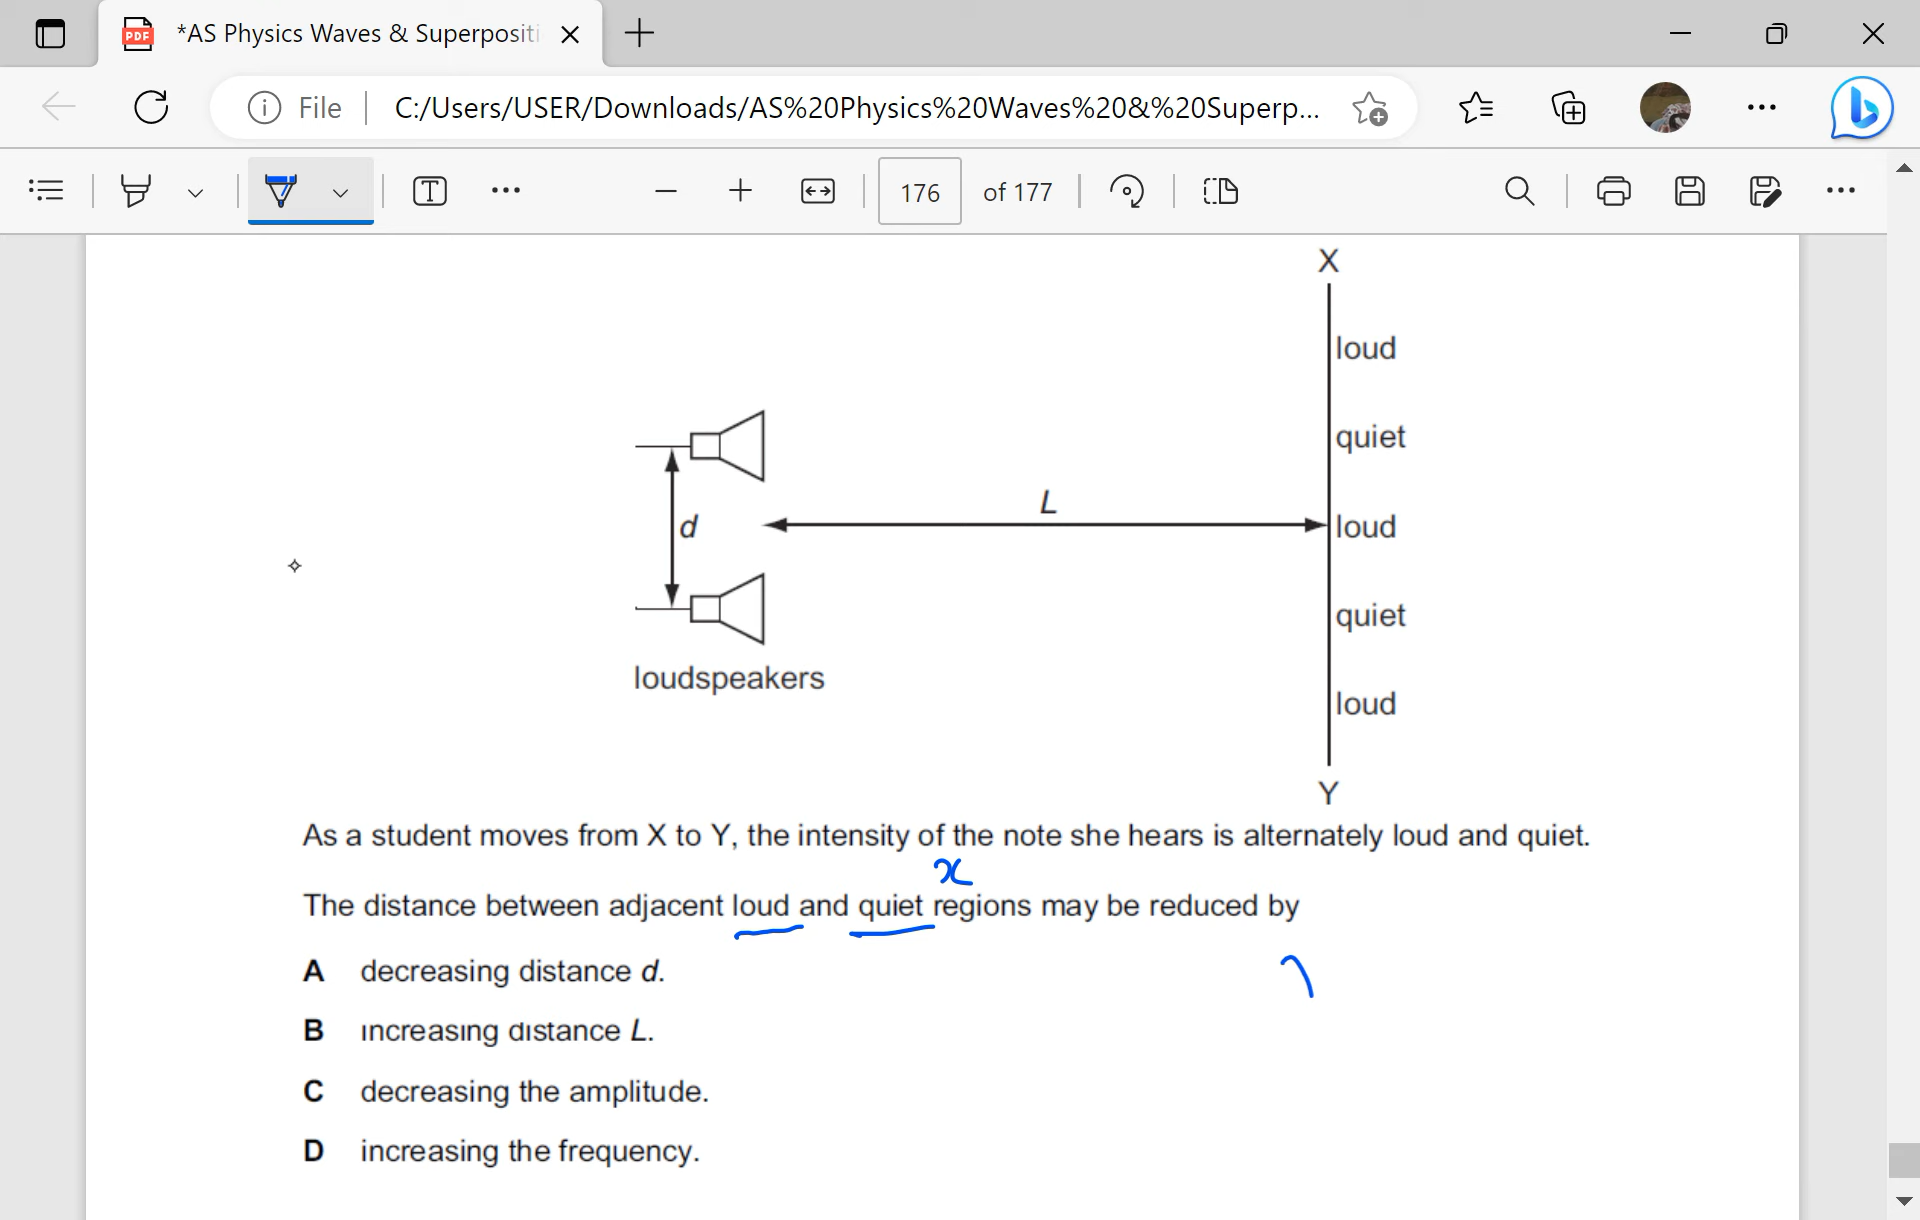 *AS Physics Waves & Superpositi
File
C:/Users/USER/Downloads/AS%20Physics%20Waves%20&%20Superp...
PDF
176 of 177
X
loud
quiet
L
d
loud
quiet
loudspeakers
loud
Y
As a student moves from X to Y, the intensity of the note she hears is alternately loud and quiet.
x
The distance between adjacent loud and quiet regions may be reduced by
A decreasing distance d.
B increasing distance L.
C decreasing the amplitude.
D increasing the frequency.